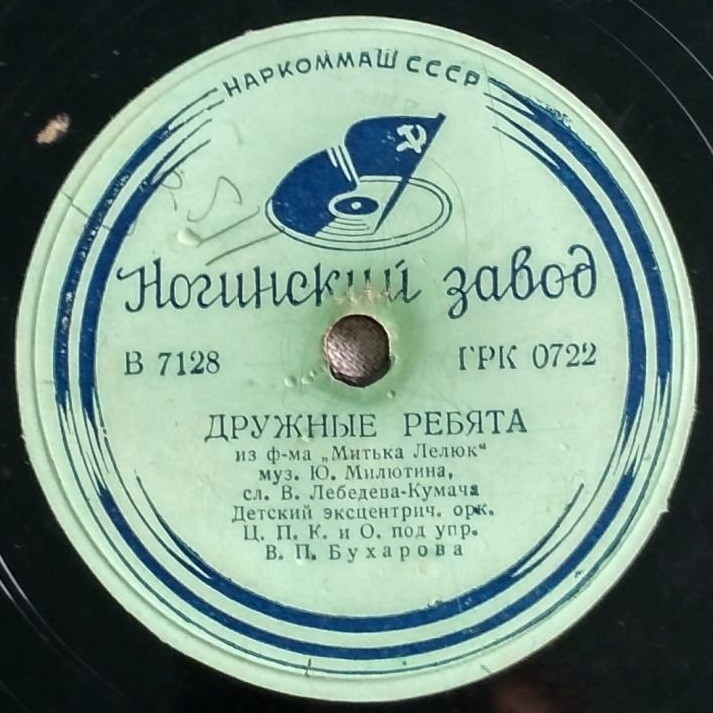 НАРКОММАШ СССР
Ногинский завод
В 7128 ГРК 0722
ДРУЖНЫЕ РЕБЯТА
из ф-ма „Митька Лелюк“
муз. Ю. Милютина,
сл. В. Лебедева-Кумача
Детский эксцентрич. орк.
Ц. П. К. и О. под упр.
В. П. Бухарова